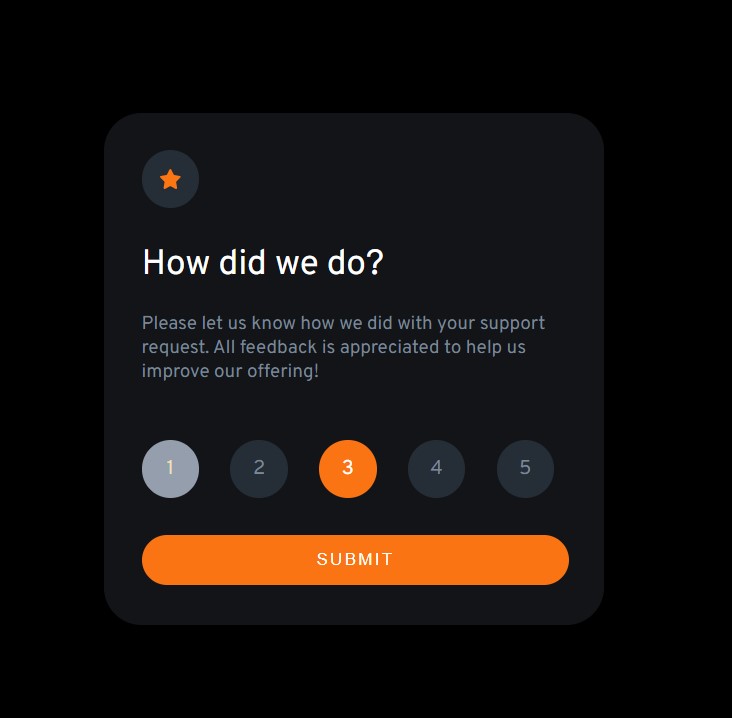 How did we do?
Please let us know how we did with your support
request. All feedback is appreciated to help us
improve our offering!
1 2 3 4 5
SUBMIT